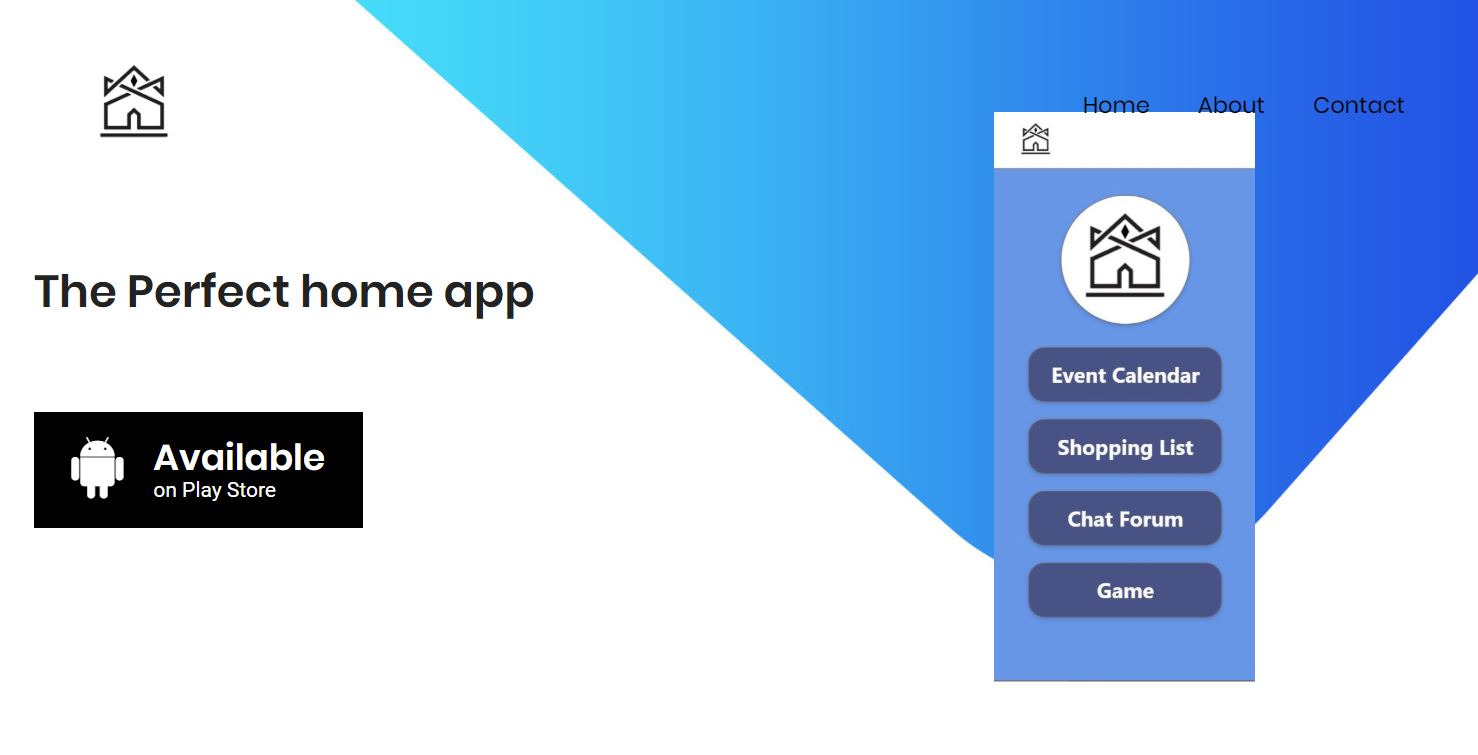 Home About Contact
The Perfect home app
Available
on Play Store
Event Calendar
Shopping List
Chat Forum
Game